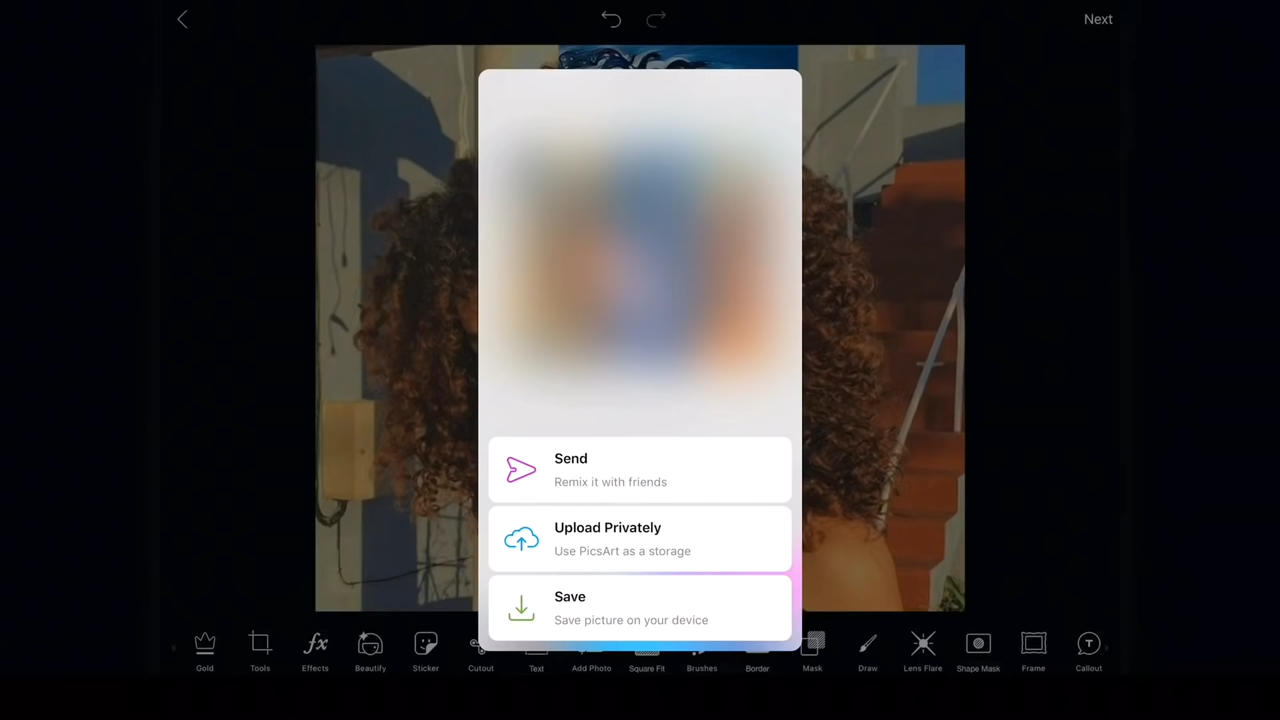 Next
Send
Remix it with friends
Upload Privately
Use PicsArt as a storage
Save
Save picture on your device
Gold Tools Effects Beautify Sticker Cutout Text Add Photo Square Fit Brushes Border Mask Draw Lens Flare Shape Mask Frame Callout